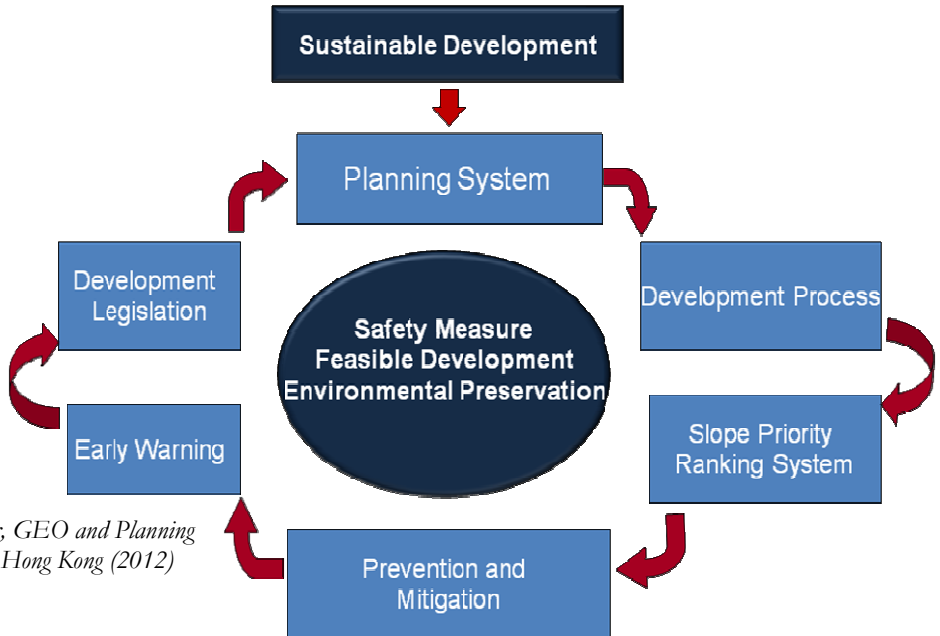 Sustainable Development
Planning System
Development
Legislation
Development Process
Safety Measure
Feasible Development
Environmental Preservation
Early Warning
Slope Priority
Ranking System
GEO and Planning
Hong Kong (2012)
Prevention and
Mitigation